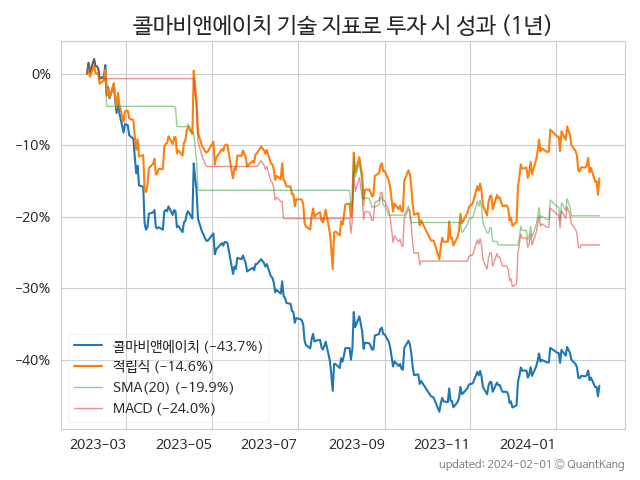 콜마비앤에이치 기술 지표로 투자 시 성과 (1년)
0%
−10%
−20%
−30%
−40%
콜마비앤에이치 (−43.7%)
적립식 (−14.6%)
SMA(20) (−19.9%)
MACD (−24.0%)
2023−03 2023−05 2023−07 2023−09 2023−11 2024−01
updated: 2024−02−01 © QuantKang